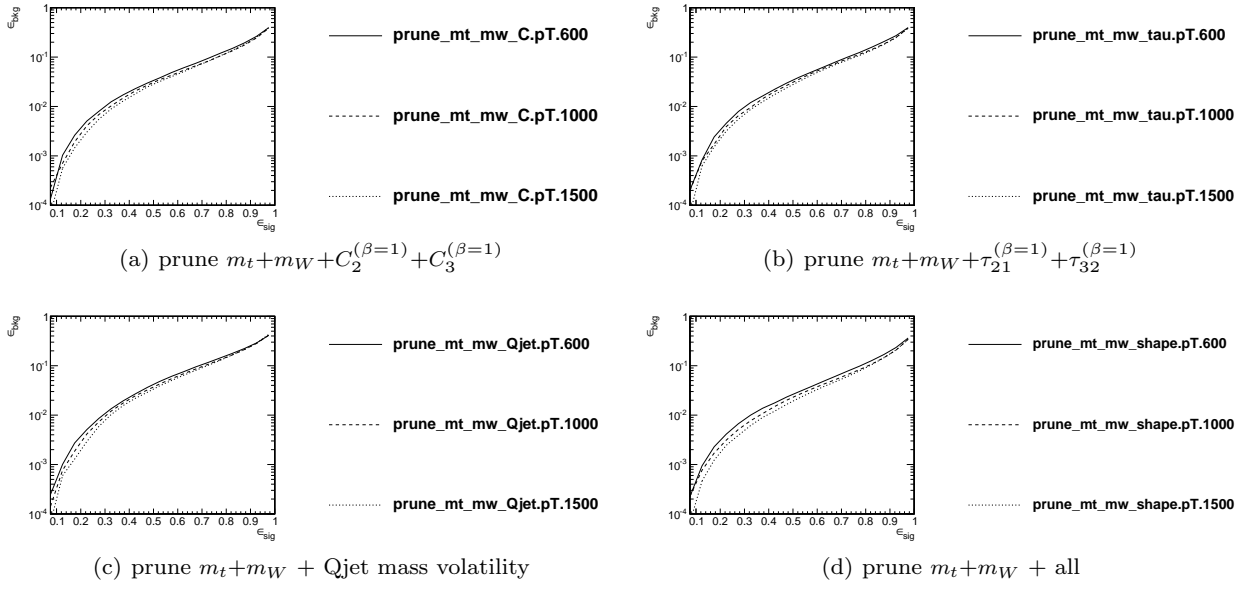 ϵ_bkg
1
10^-1
10^-2
10^-3
10^-4
0.1 0.2 0.3 0.4 0.5 0.6 0.7 0.8 0.9 1
ϵ_sig
prune_mt_mw_C.pT.600
prune_mt_mw_C.pT.1000
prune_mt_mw_C.pT.1500
(a) prune m_t+m_W+C_2^(β=1)+C_3^(β=1)
ϵ_bkg
1
10^-1
10^-2
10^-3
10^-4
0.1 0.2 0.3 0.4 0.5 0.6 0.7 0.8 0.9 1
ϵ_sig
prune_mt_mw_tau.pT.600
prune_mt_mw_tau.pT.1000
prune_mt_mw_tau.pT.1500
(b) prune m_t+m_W+τ_21^(β=1)+τ_32^(β=1)
ϵ_bkg
1
10^-1
10^-2
10^-3
10^-4
0.1 0.2 0.3 0.4 0.5 0.6 0.7 0.8 0.9 1
ϵ_sig
prune_mt_mw_Qjet.pT.600
prune_mt_mw_Qjet.pT.1000
prune_mt_mw_Qjet.pT.1500
(c) prune m_t+m_W + Qjet mass volatility
ϵ_bkg
1
10^-1
10^-2
10^-3
10^-4
0.1 0.2 0.3 0.4 0.5 0.6 0.7 0.8 0.9 1
ϵ_sig
prune_mt_mw_shape.pT.600
prune_mt_mw_shape.pT.1000
prune_mt_mw_shape.pT.1500
(d) prune m_t+m_W + all